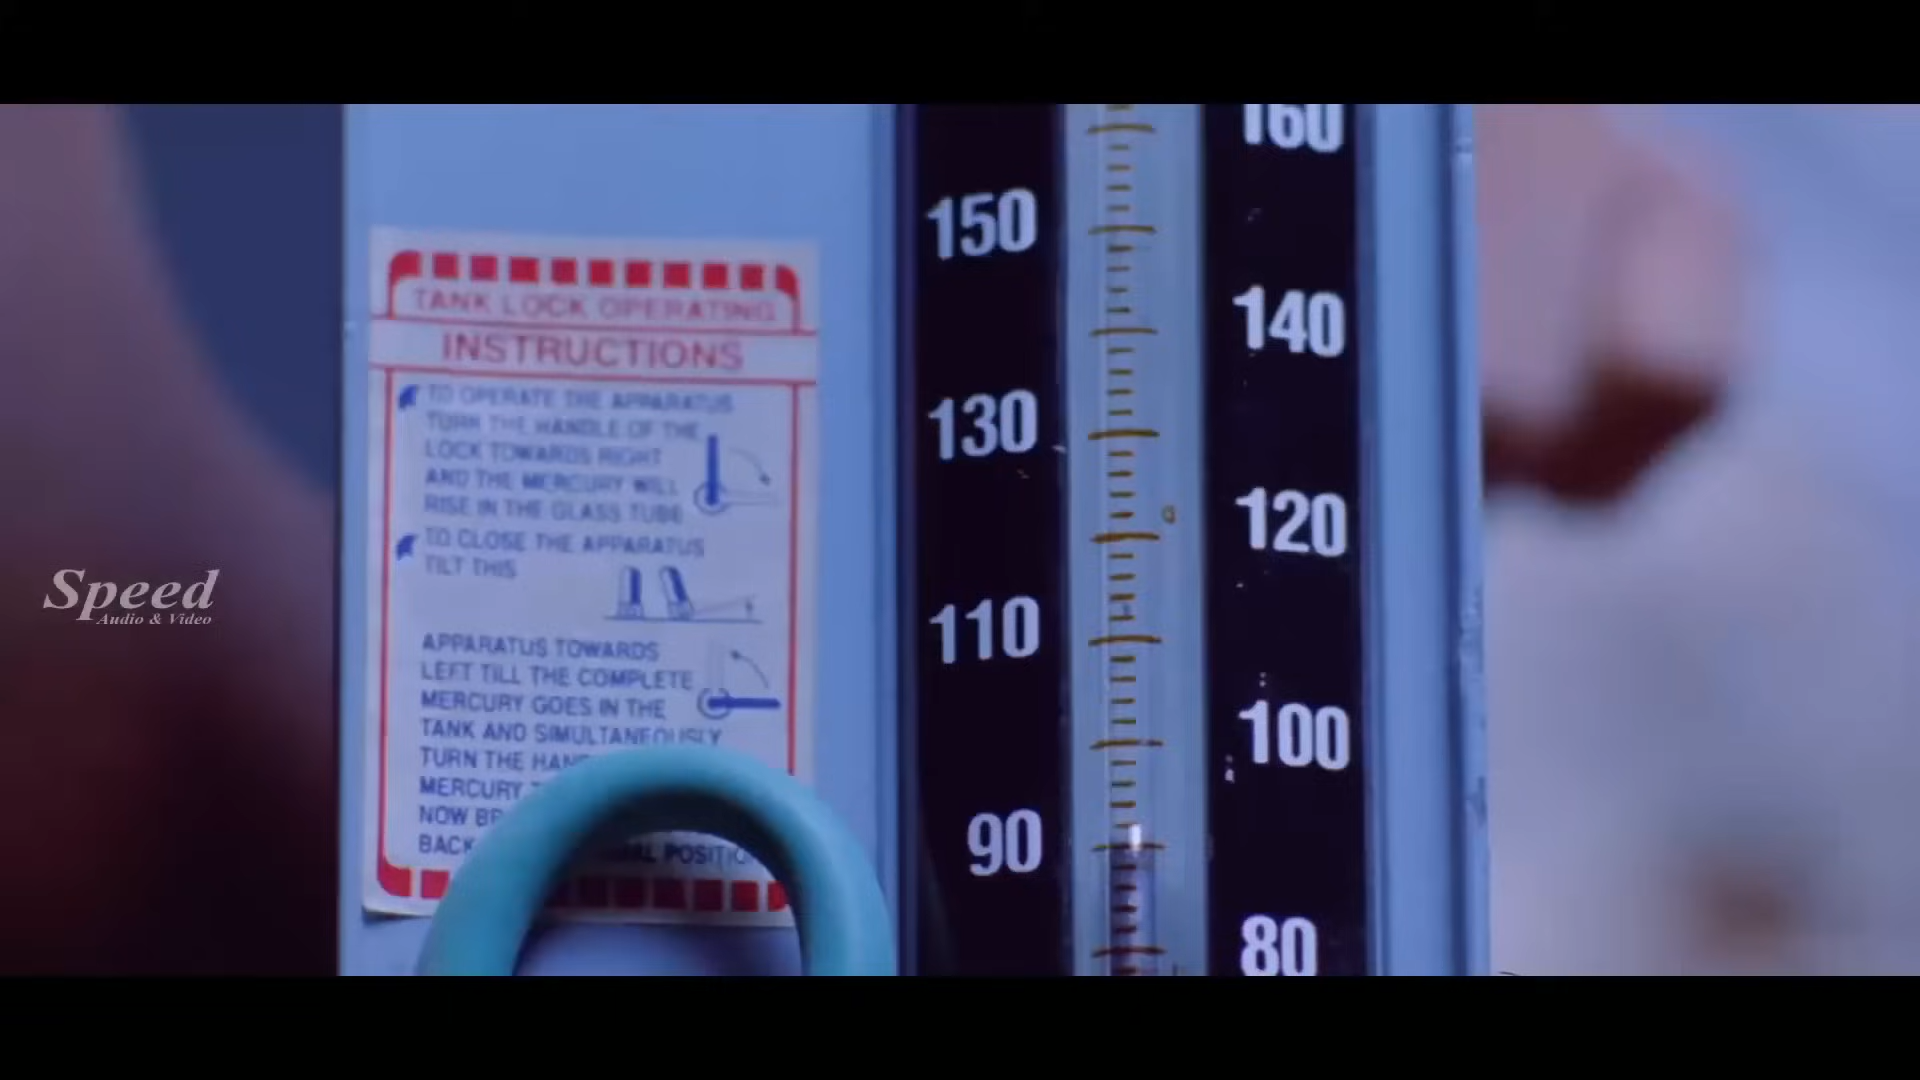 TANK LOCK OPERATING
INSTRUCTIONS
TO OPERATE THE APPARATUS
TURN THE HANDLE OF THE
LOCK TOWARDS RIGHT
AND THE MERCURY WILL
RISE IN THE GLASS TUBE
TO CLOSE THE APPARATUS
TILT THIS
APPARATUS TOWARDS
LEFT TILL THE COMPLETE
MERCURY GOES IN THE
TANK AND SIMULTANEOUSLY
TURN THE
MERCURY
NOW
BACK POSITION
160
150
140
130
120
110
100
90
80
Speed
Audio & Video